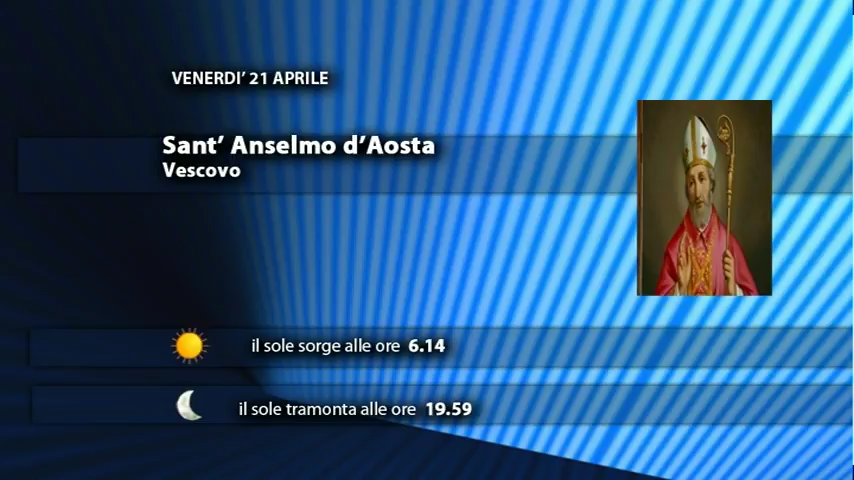 VENERDI’ 21 APRILE
Sant’ Anselmo d’Aosta
Vescovo
il sole sorge alle ore 6.14
il sole tramonta alle ore 19.59